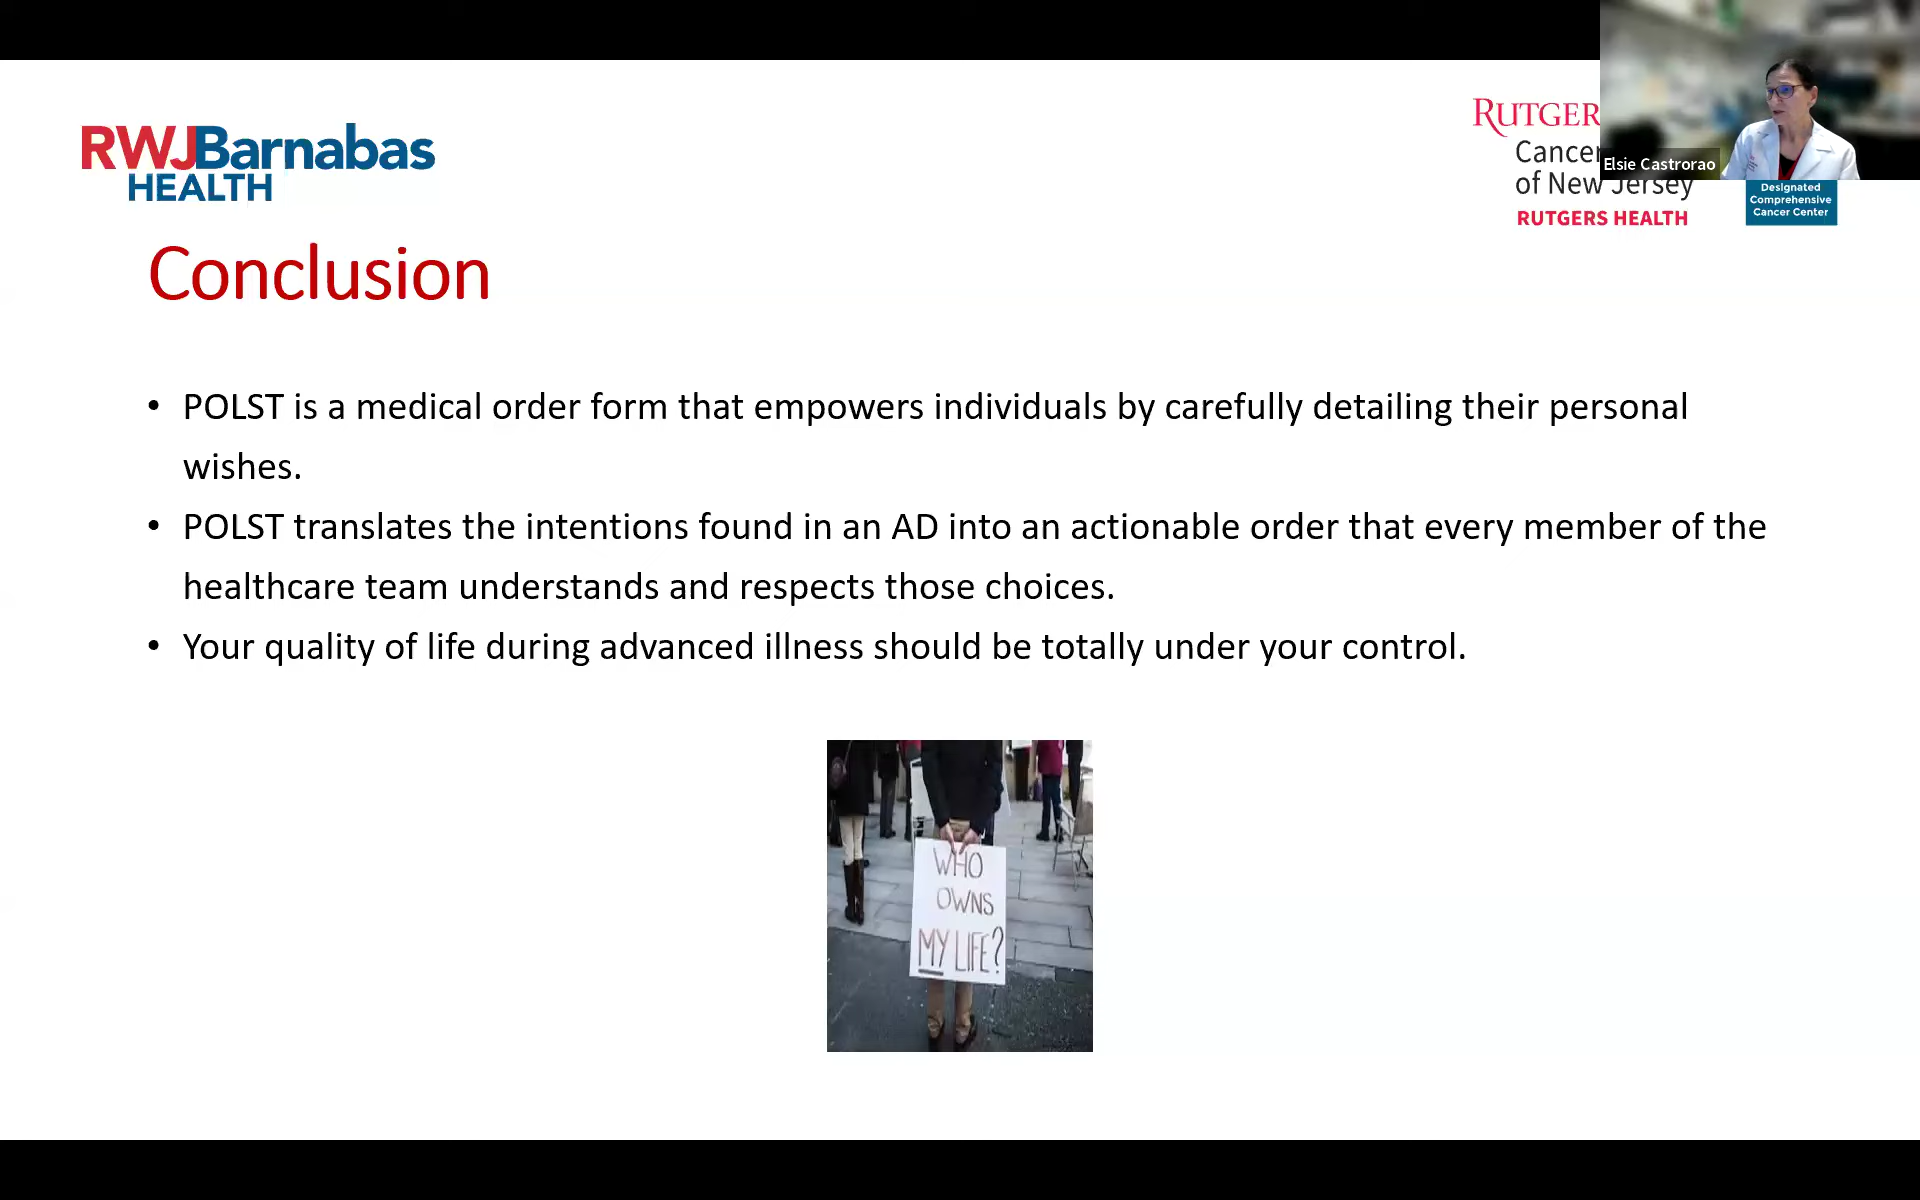 RWJBarnabas
HEALTH
RUTGER
Cancer
of New Jersey
RUTGERS HEALTH
Elsie Castrorao
Designated
Comprehensive
Cancer Center
Conclusion
• POLST is a medical order form that empowers individuals by carefully detailing their personal
wishes.
• POLST translates the intentions found in an AD into an actionable order that every member of the
healthcare team understands and respects those choices.
• Your quality of life during advanced illness should be totally under your control.
WHO
OWNS
MY LIFE?